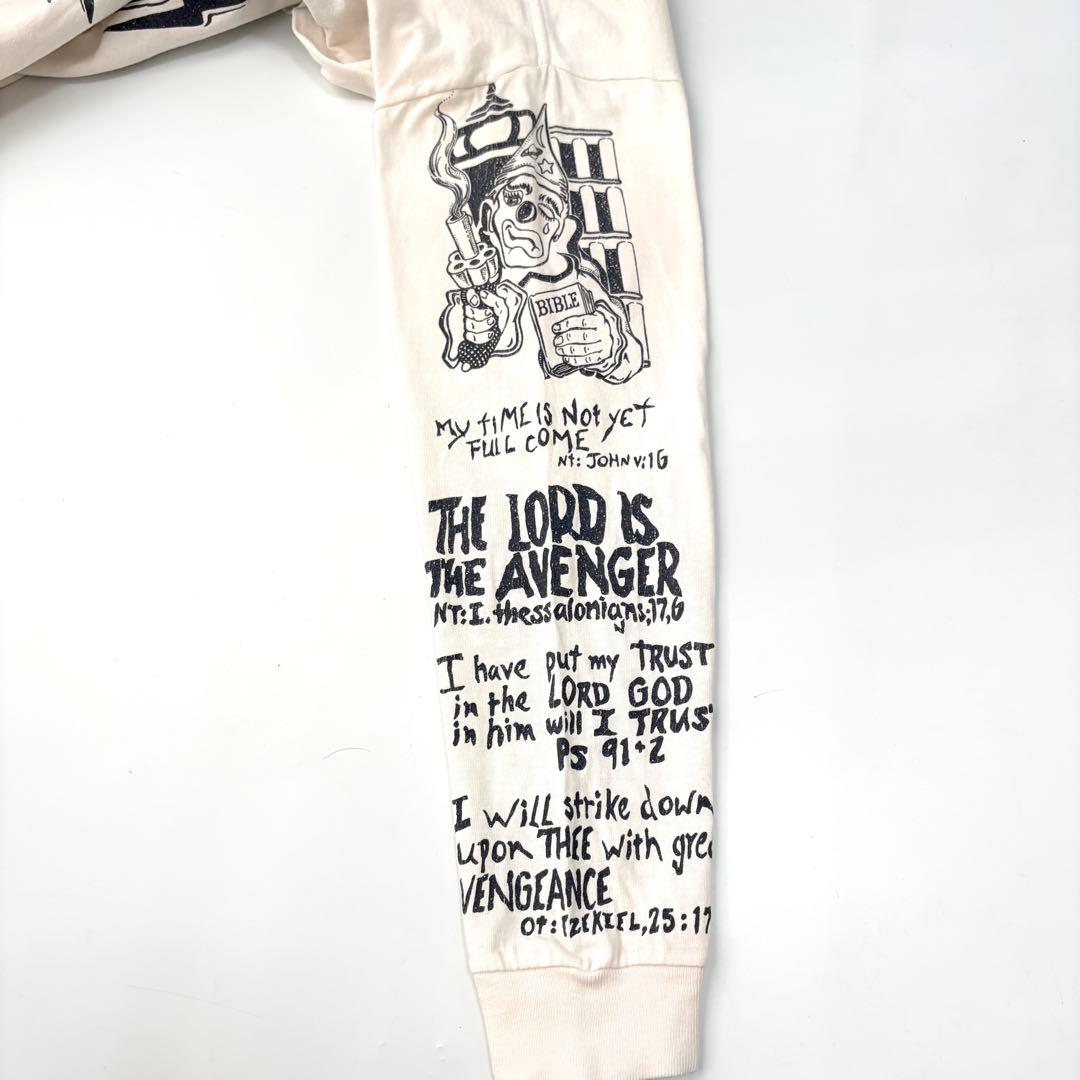 BIBLE
My tiME IS Not yET
FULL COME
Nt: JOHN V:16
THE LORD IS
THE AVENGER
NT:I.thessalonians;17,6
I have put my TRUST
in the LORD GOD
in him will I TRUS
Ps 91+2
I WILL strike down
upon THEE with grea
VENGEANCE
Ot:EZEKIEL,25:17